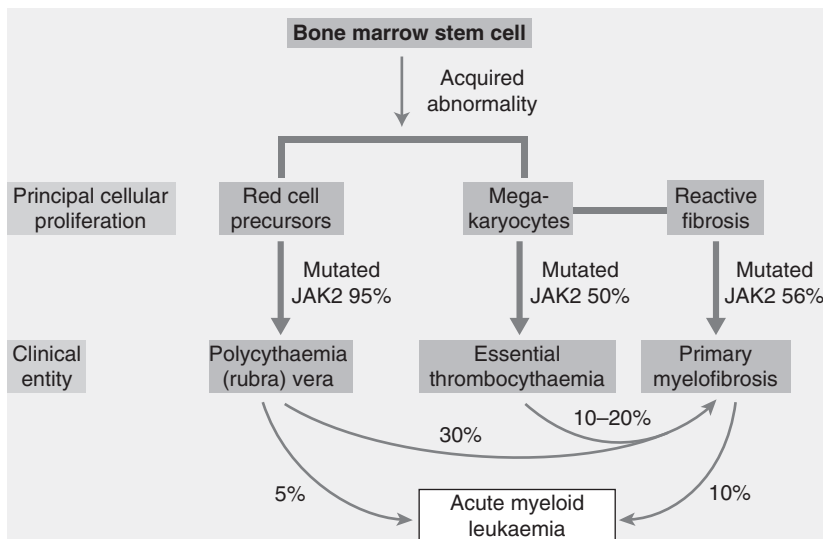 Bone marrow stem cell
Acquired
abnormality
Principal cellular
proliferation
Red cell
precursors
Mega-
karyocytes
Reactive
fibrosis
Mutated
JAK2 95%
Mutated
JAK2 50%
Mutated
JAK2 56%
Clinical
entity
Polycythaemia
(rubra) vera
Essential
thrombocythaemia
Primary
myelofibrosis
10–20%
30%
5%
10%
Acute myeloid
leukaemia